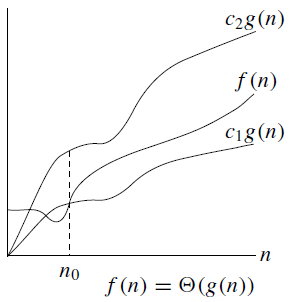 c₂g(n)
f(n)
c₁g(n)
n
n₀
f(n) = Θ(g(n))